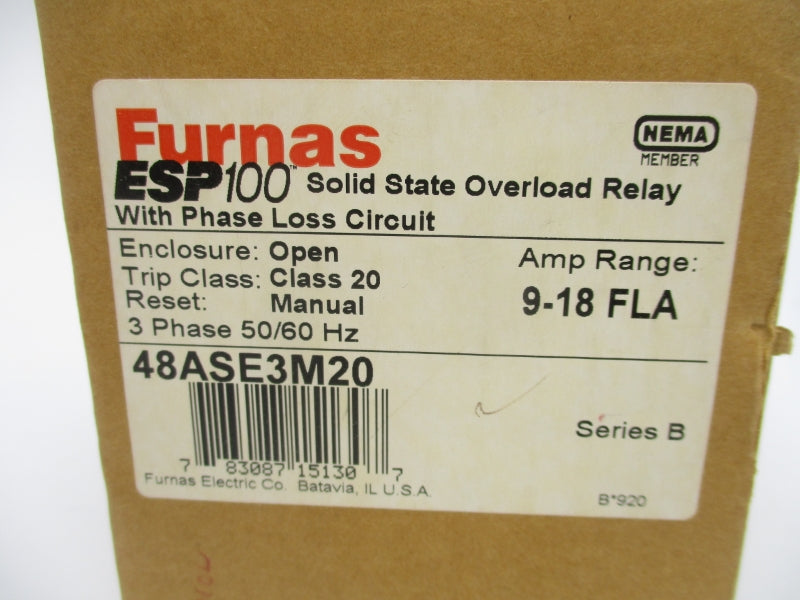 Furnas
NEMA
MEMBER
ESP100™ Solid State Overload Relay
With Phase Loss Circuit
Enclosure: Open
Trip Class: Class 20
Reset: Manual
3 Phase 50/60 Hz
Amp Range:
9-18 FLA
48ASE3M20
7 83087 15130 7
Series B
Furnas Electric Co. Batavia, IL U.S.A.
B*920